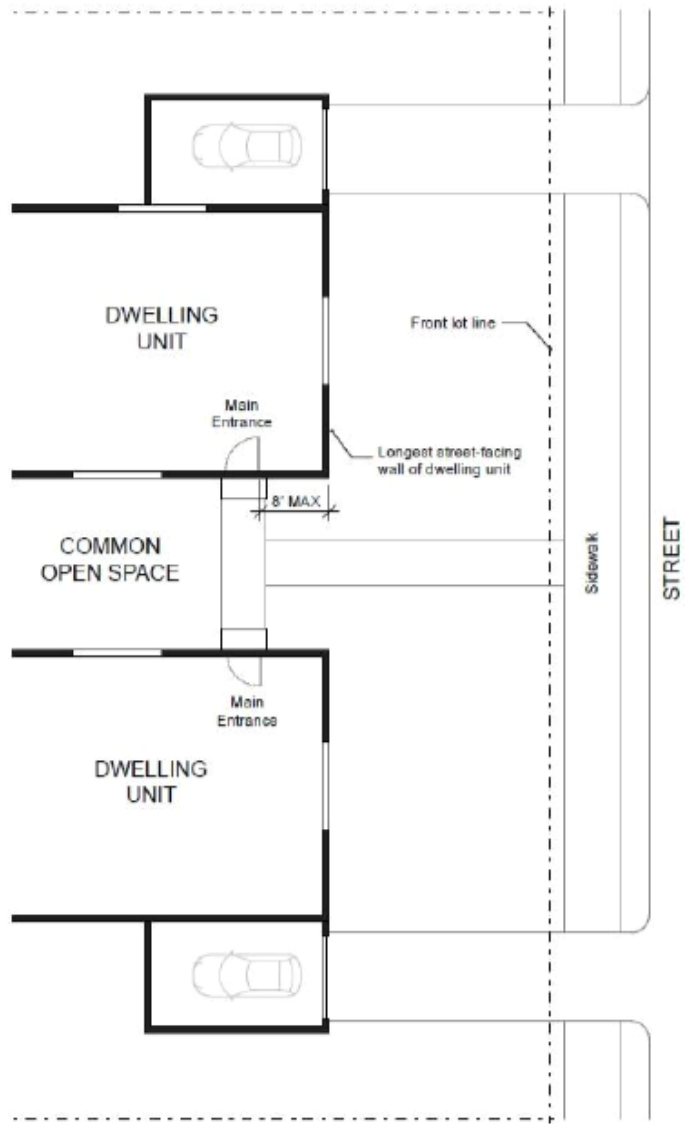 DWELLING
UNIT
Front lot line
Main
Entrance
Longest street-facing
wall of dwelling unit
8' MAX
COMMON
OPEN SPACE
Sidewalk
STREET
Main
Entrance
DWELLING
UNIT